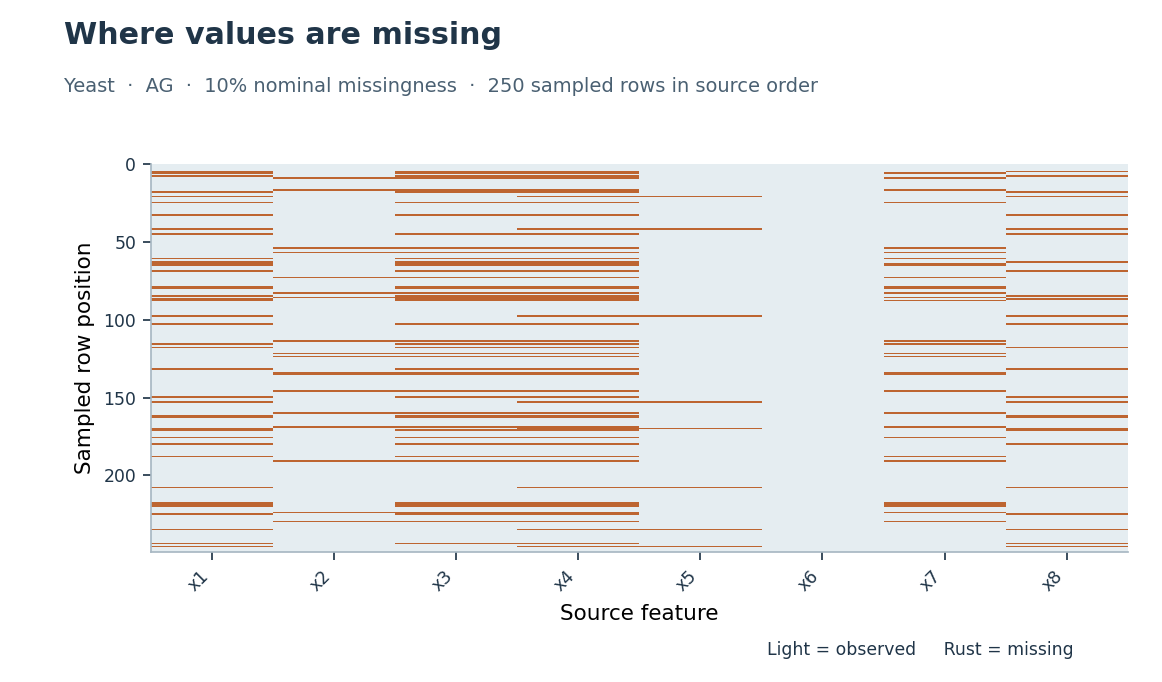 Where values are missing
Yeast · AG · 10% nominal missingness · 250 sampled rows in source order
0
50
100
150
200
Sampled row position
x1 x2 x3 x4 x5 x6 x7 x8
Source feature
Light = observed Rust = missing